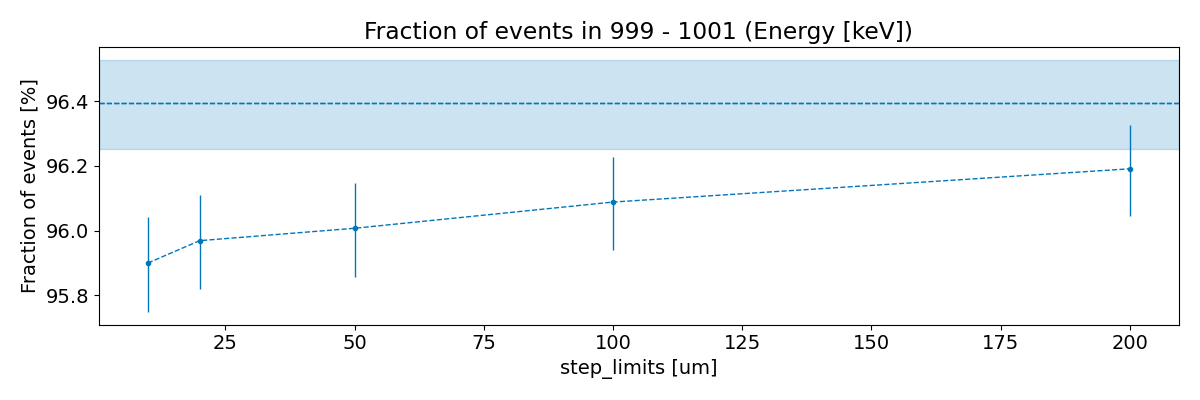 Fraction of events in 999 - 1001 (Energy [keV])
Fraction of events [%]
96.4
96.2
96.0
95.8
25 50 75 100 125 150 175 200
step_limits [um]